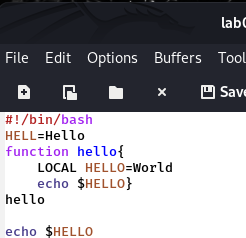 lab
File Edit Options Buffers Tool
Save
#!/bin/bash
HELL=Hello
function hello{
    LOCAL HELLO=World
    echo $HELLO}
hello

echo $HELLO